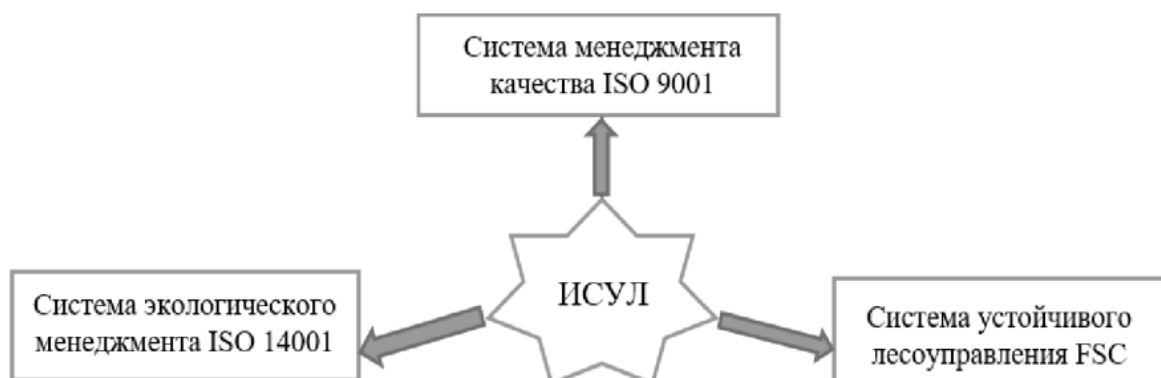 Система менеджмента
качества ISO 9001
ИСУЛ
Система экологического
менеджмента ISO 14001
Система устойчивого
лесоуправления FSC